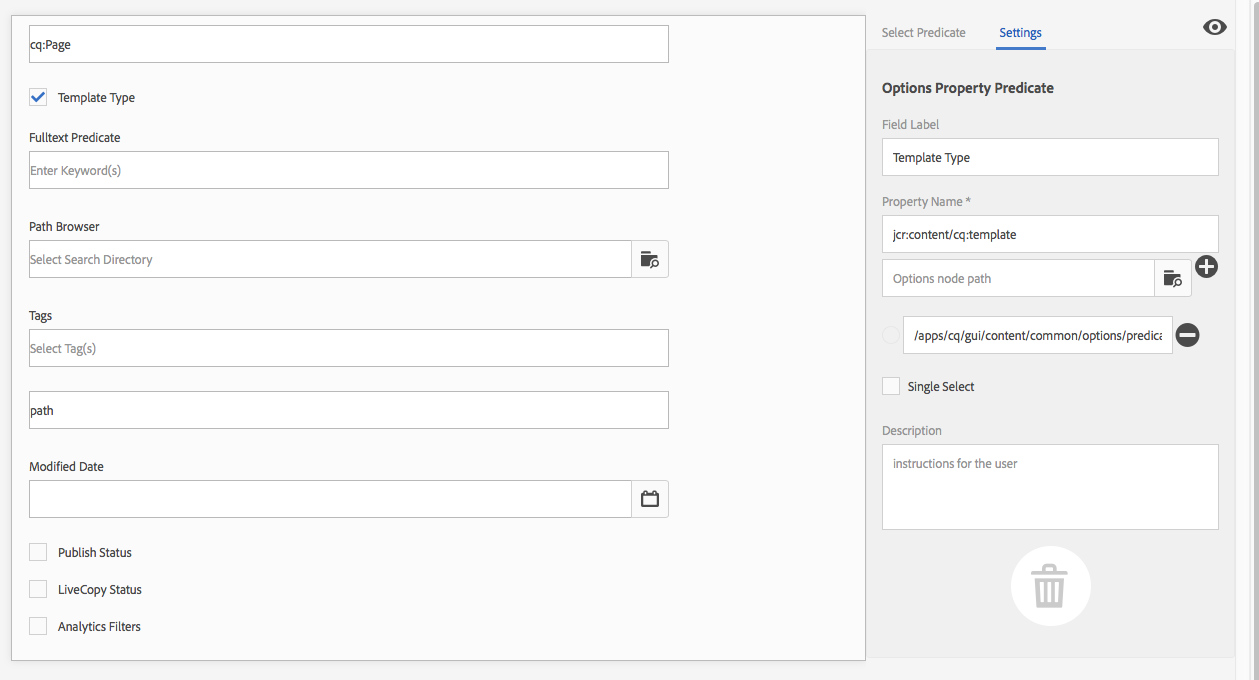 cq:Page
Template Type
Fulltext Predicate
Enter Keyword(s)
Path Browser
Select Search Directory
Tags
Select Tag(s)
path
Modified Date
Publish Status
LiveCopy Status
Analytics Filters
Select Predicate
Settings
Options Property Predicate
Field Label
Template Type
Property Name *
jcr:content/cq:template
Options node path
/apps/cq/gui/content/common/options/predica
Single Select
Description
instructions for the user